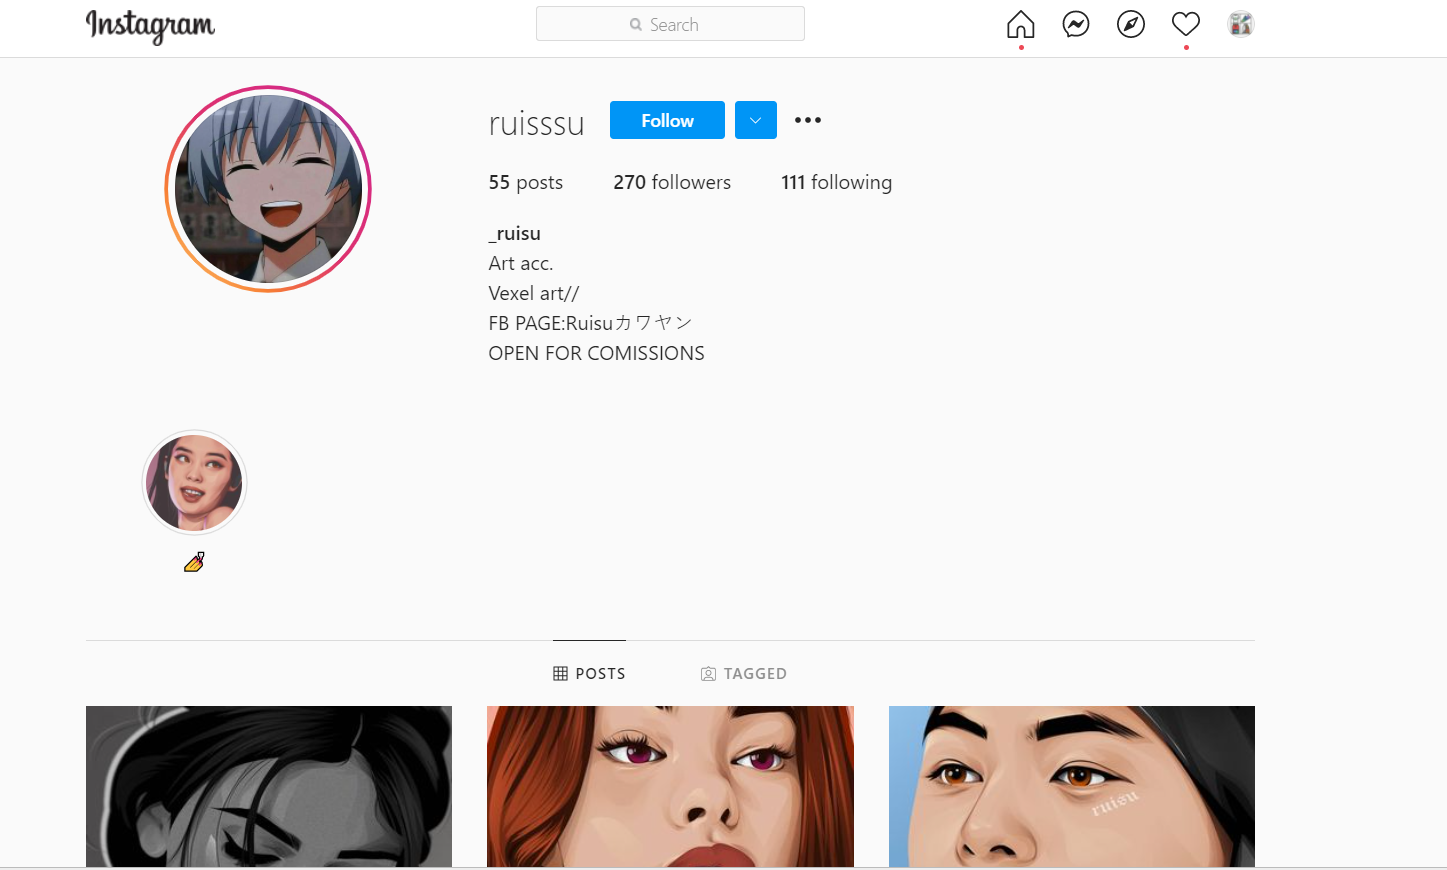 Instagram
Search
ruisssu Follow
55 posts 270 followers 111 following
_ruisu
Art acc.
Vexel art//
FB PAGE:Ruisuカワヤン
OPEN FOR COMISSIONS
POSTS TAGGED
ruisu